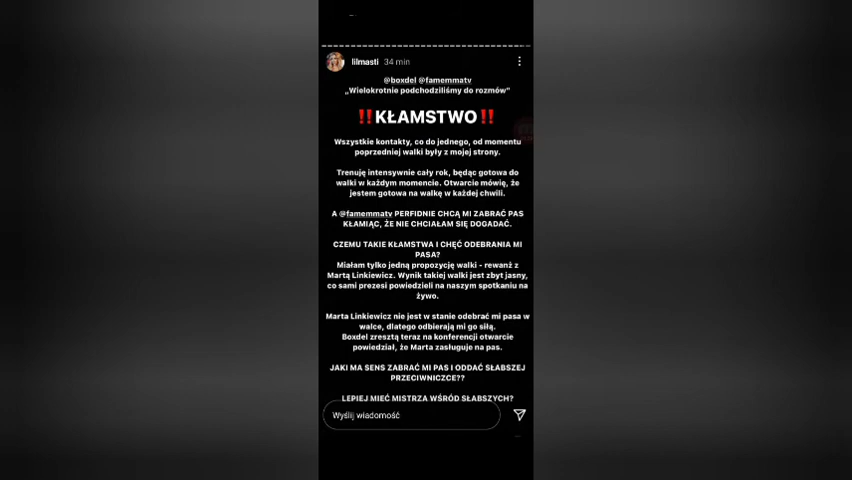 lilmasti 34 min
@boxdel @famemmatv
„Wielokrotnie podchodziliśmy do rozmów"
‼️KŁAMSTWO‼️
Wszystkie kontakty, co do jednego, od momentu
poprzedniej walki były z mojej strony.
Trenuję intensywnie cały rok, będąc gotowa do
walki w każdym momencie. Otwarcie mówię, że
jestem gotowa na walkę w każdej chwili.
A @famemmatv PERFIDNIE CHCĄ MI ZABRAĆ PAS
KŁAMIĄC, ŻE NIE CHCIAŁAM SIĘ DOGADAĆ.
CZEMU TAKIE KŁAMSTWA I CHĘĆ ODEBRANIA MI
PASA?
Miałam tylko jedną propozycję walki - rewanż z
Martą Linkiewicz. Wynik takiej walki jest zbyt jasny,
co sami prezesi powiedzieli na naszym spotkaniu na
żywo.
Marta Linkiewicz nie jest w stanie odebrać mi pasa w
walce, dlatego odbierają mi go siłą.
Boxdel zresztą teraz na konferencji otwarcie
powiedział, że Marta zasługuje na pas.
JAKI MA SENS ZABRAĆ MI PAS I ODDAĆ SŁABSZEJ
PRZECIWNICZCE??
LEPIEJ MIEĆ MISTRZA WŚRÓD SŁABSZYCH?
Wyślij wiadomość